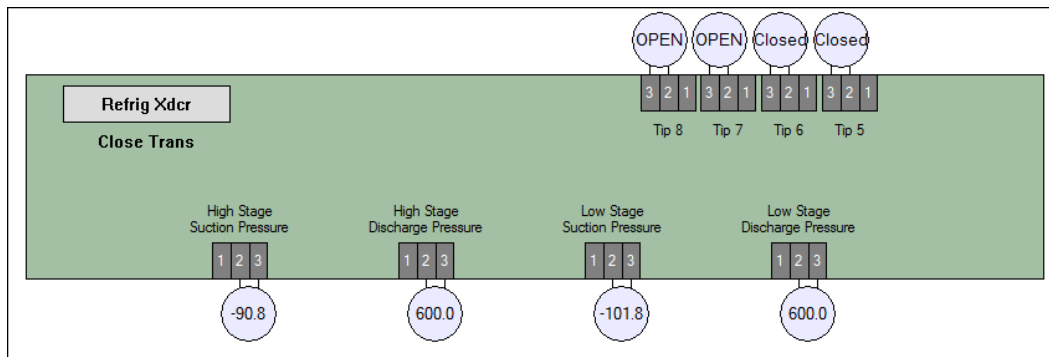 OPEN OPEN Closed Closed
3 2 1 3 2 1 3 2 1 3 2 1
Tip 8 Tip 7 Tip 6 Tip 5
Refrig Xdcr
Close Trans
High Stage
Suction Pressure
High Stage
Discharge Pressure
Low Stage
Suction Pressure
Low Stage
Discharge Pressure
1 2 3 1 2 3 1 2 3 1 2 3
-90.8 600.0 -101.8 600.0